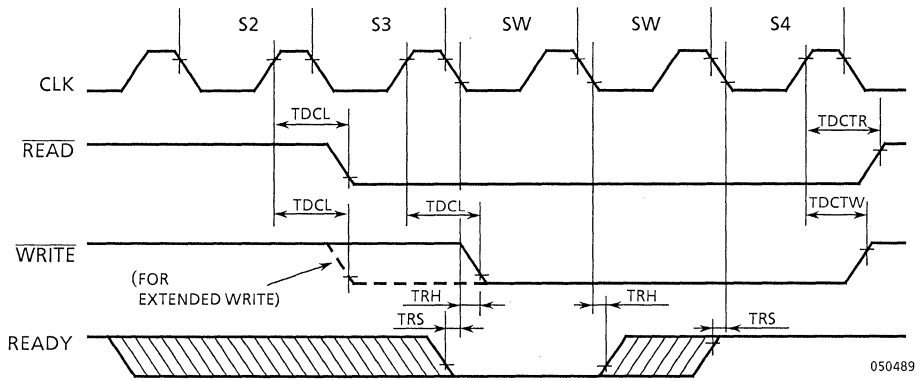 S2 S3 SW SW S4
CLK
TDCL TDCTR
READ
TDCL TDCL TDCTW
WRITE
(FOR
EXTENDED WRITE)
TRH TRH
TRS TRS
READY
050489